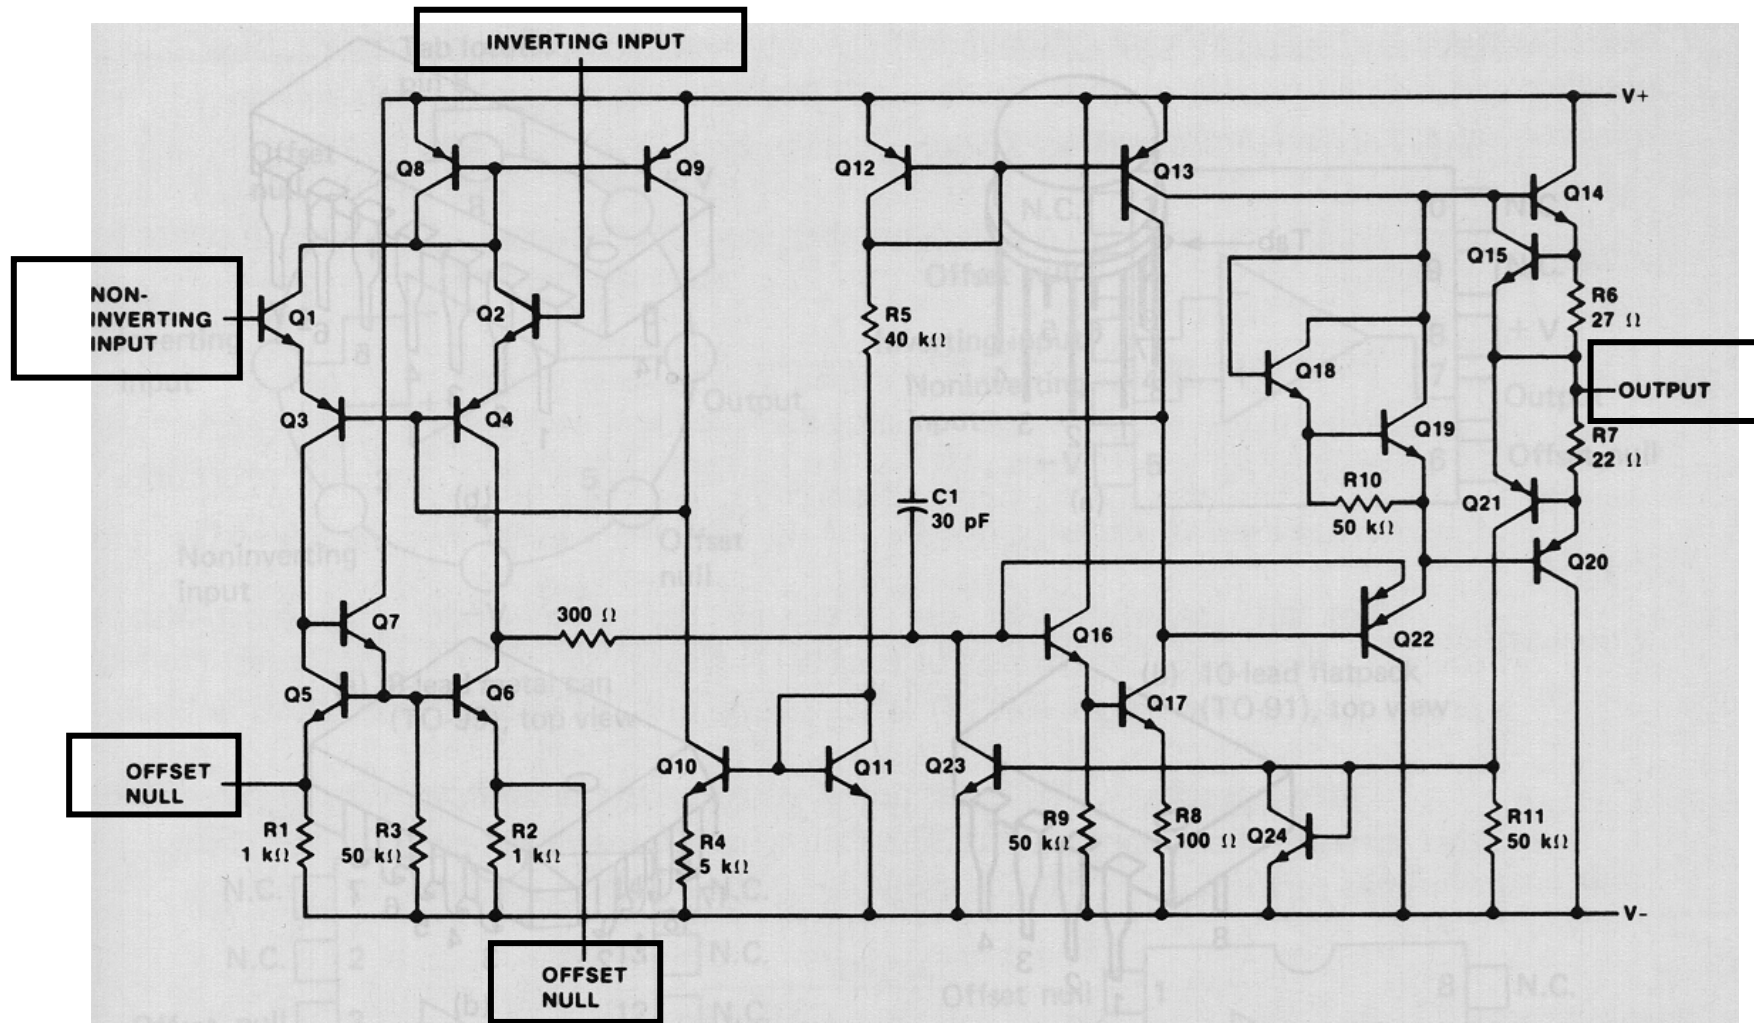 INVERTING INPUT
V+
Q8
Q9
Q12
Q13
Q14
Q15
NON-
INVERTING
INPUT
Q1
Q2
R5
40 kΩ
R6
27 Ω
Q18
OUTPUT
Q3
Q4
Q19
R7
22 Ω
C1
30 pF
R10
50 kΩ
Q21
Q20
300 Ω
Q7
Q16
Q22
Q5
Q6
Q17
OFFSET
NULL
Q10
Q11
Q23
R1
1 kΩ
R3
50 kΩ
R2
1 kΩ
R4
5 kΩ
R9
50 kΩ
R8
100 Ω
Q24
R11
50 kΩ
V-
OFFSET
NULL